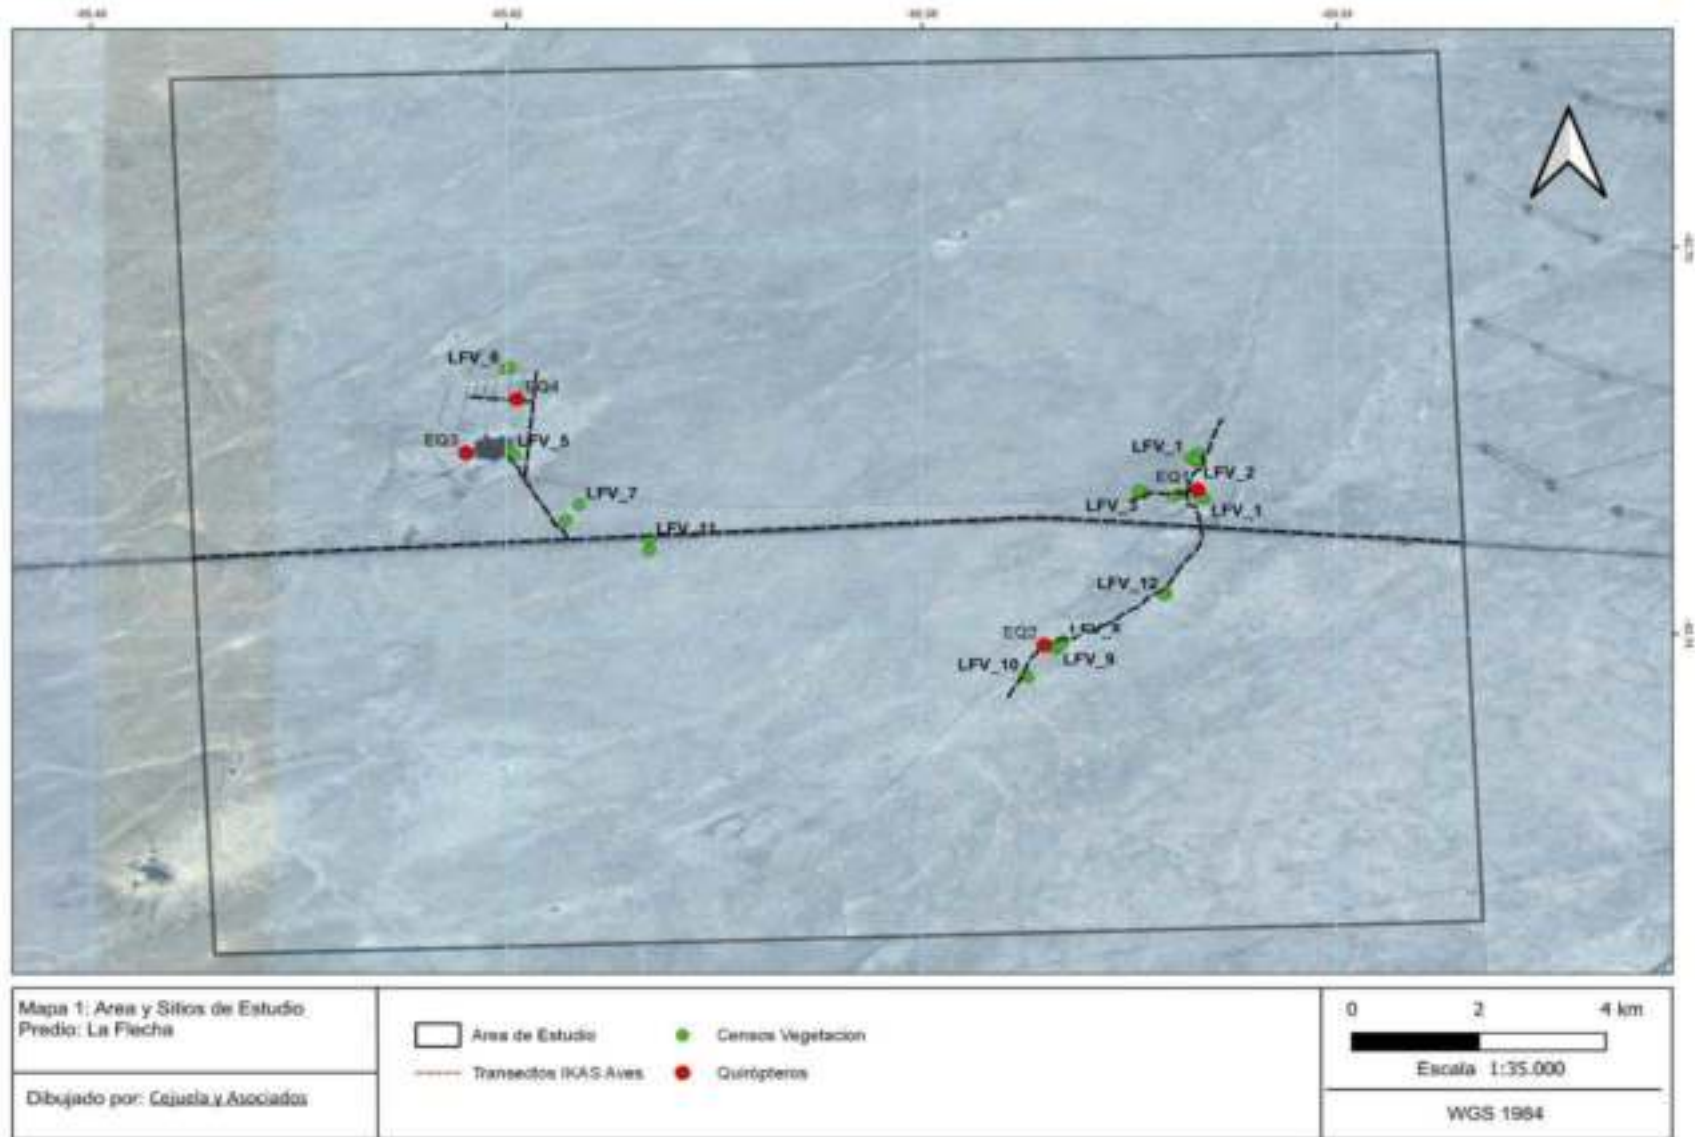 LFV_6
EQ4
EQ3
LFV_5
LFV_7
LFV_11
LFV_1
EQ1
LFV_2
LFV_3
LFV_1
LFV_12
EQ2
LFV_8
LFV_10
LFV_9
Mapa 1: Area y Sitios de Estudio
Predio: La Flecha
Dibujado por: Cejuela y Asociados
Area de Estudio
Censos Vegetacion
Transectos IKAS Aves
Quirópteros
0 2 4 km
Escala 1:35.000
WGS 1984